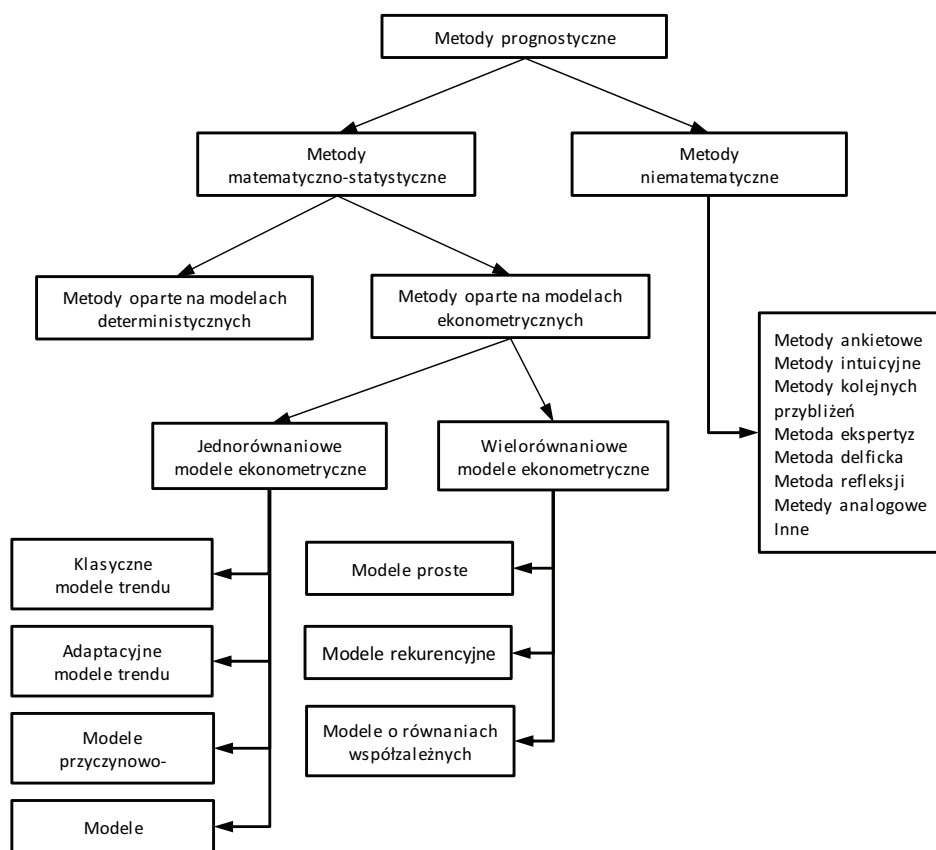 Metody prognostyczne
Metody
matematyczno-statystyczne
Metody
niematematyczne
Metody oparte na modelach
deterministycznych
Metody oparte na modelach
ekonometrycznych
Metody ankietowe
Metody intuicyjne
Metody kolejnych
przybliżeń
Metoda ekspertyz
Metoda delficka
Metoda refleksji
Metedy analogowe
Inne
Jednorównaniowe
modele ekonometryczne
Wielorównaniowe
modele ekonometryczne
Klasyczne
modele trendu
Adaptacyjne
modele trendu
Modele
przyczynowo-
Modele
Modele proste
Modele rekurencyjne
Modele o równaniach
współzależnych